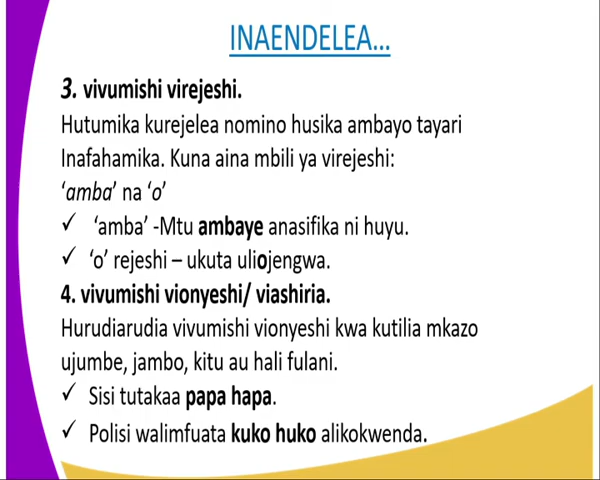 INAENDELEA...
3. vivumishi virejeshi.
Hutumika kurejelea nomino husika ambayo tayari
Inafahamika. Kuna aina mbili ya virejeshi:
‘amba’ na ‘o’
✓ ‘amba’ -Mtu ambaye anasifika ni huyu.
✓ ‘o’ rejeshi – ukuta uliojengwa.
4. vivumishi vionyeshi/ viashiria.
Hurudiarudia vivumishi vionyeshi kwa kutilia mkazo
ujumbe, jambo, kitu au hali fulani.
✓ Sisi tutakaa papa hapa.
✓ Polisi walimfuata kuko huko alikokwenda.